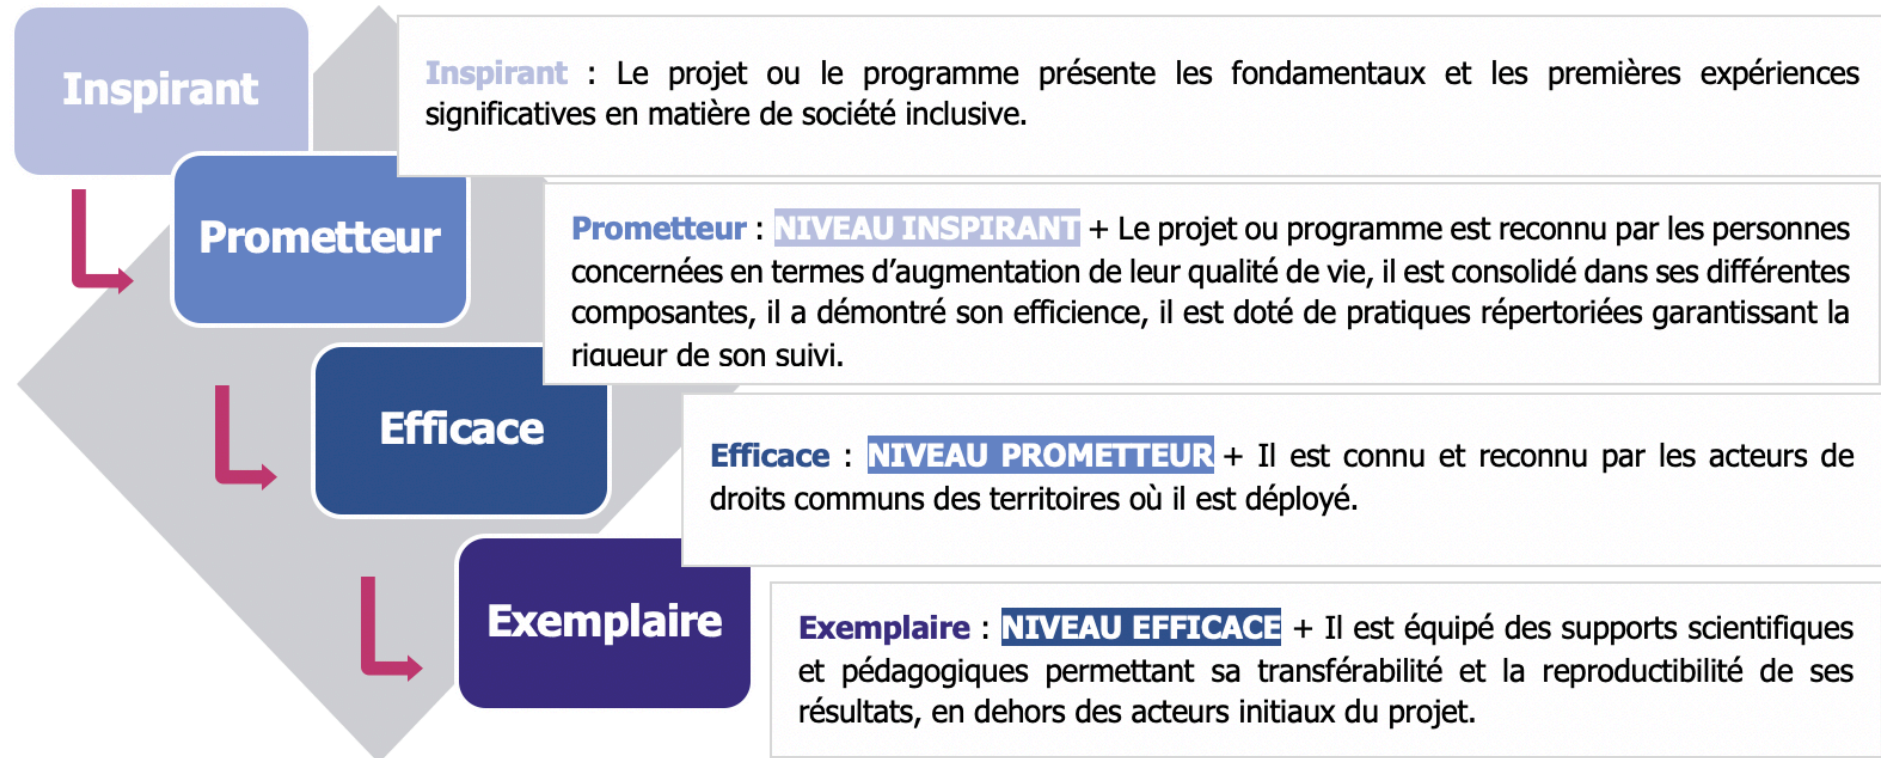 Inspirant
Inspirant : Le projet ou le programme présente les fondamentaux et les premières expériences
significatives en matière de société inclusive.
Prometteur
Prometteur : NIVEAU INSPIRANT + Le projet ou programme est reconnu par les personnes
concernées en termes d’augmentation de leur qualité de vie, il est consolidé dans ses différentes
composantes, il a démontré son efficience, il est doté de pratiques répertoriées garantissant la
rigueur de son suivi.
Efficace
Efficace : NIVEAU PROMETTEUR + Il est connu et reconnu par les acteurs de
droits communs des territoires où il est déployé.
Exemplaire
Exemplaire : NIVEAU EFFICACE + Il est équipé des supports scientifiques
et pédagogiques permettant sa transférabilité et la reproductibilité de ses
résultats, en dehors des acteurs initiaux du projet.